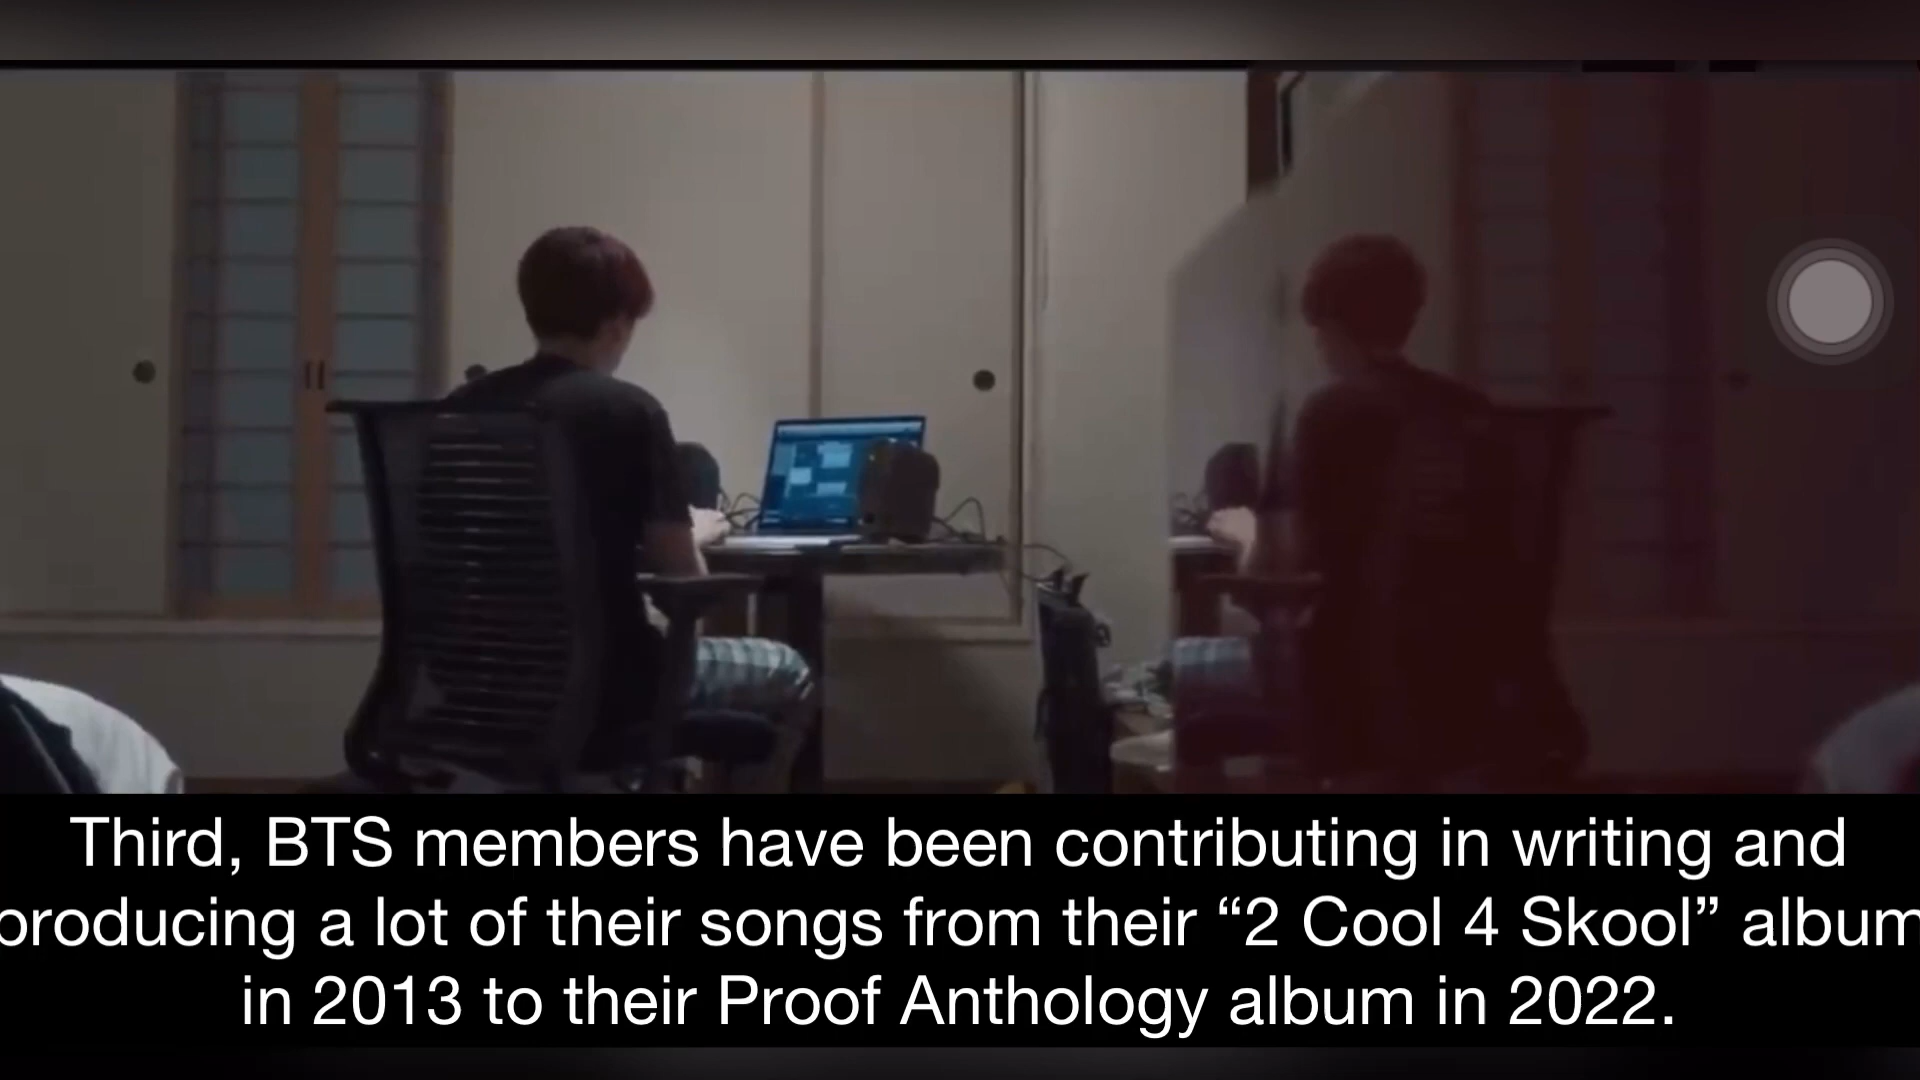 Third, BTS members have been contributing in writing and
producing a lot of their songs from their “2 Cool 4 Skool” album
in 2013 to their Proof Anthology album in 2022.